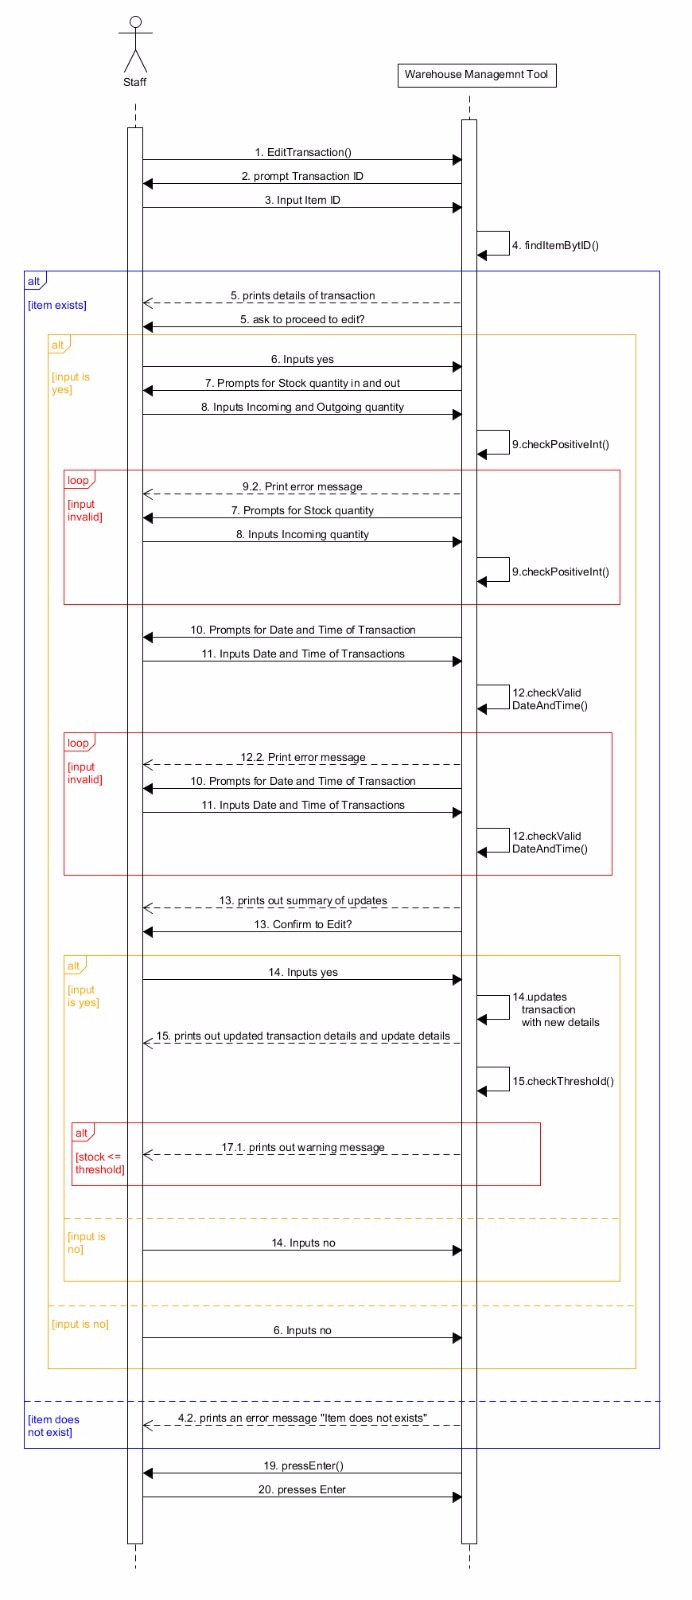 Staff
Warehouse Managemnt Tool
1. EditTransaction()
2. prompt Transaction ID
3. Input Item ID
4. findItemBytID()
alt
[item exists]
5. prints details of transaction
5. ask to proceed to edit?
alt
[input is
yes]
6. Inputs yes
7. Prompts for Stock quantity in and out
8. Inputs Incoming and Outgoing quantity
9.checkPositiveInt()
loop
[input
invalid]
9.2. Print error message
7. Prompts for Stock quantity
8. Inputs Incoming quantity
9.checkPositiveInt()
10. Prompts for Date and Time of Transaction
11. Inputs Date and Time of Transactions
12.checkValid
DateAndTime()
loop
[input
invalid]
12.2. Print error message
10. Prompts for Date and Time of Transaction
11. Inputs Date and Time of Transactions
12.checkValid
DateAndTime()
13. prints out summary of updates
13. Confirm to Edit?
alt
[input
is yes]
14. Inputs yes
14.updates
transaction
with new details
15. prints out updated transaction details and update details
15.checkThreshold()
alt
[stock <=
threshold]
17.1. prints out warning message
[input is
no]
14. Inputs no
[input is no]
6. Inputs no
[item does
not exist]
4.2. prints an error message "Item does not exists"
19. pressEnter()
20. presses Enter